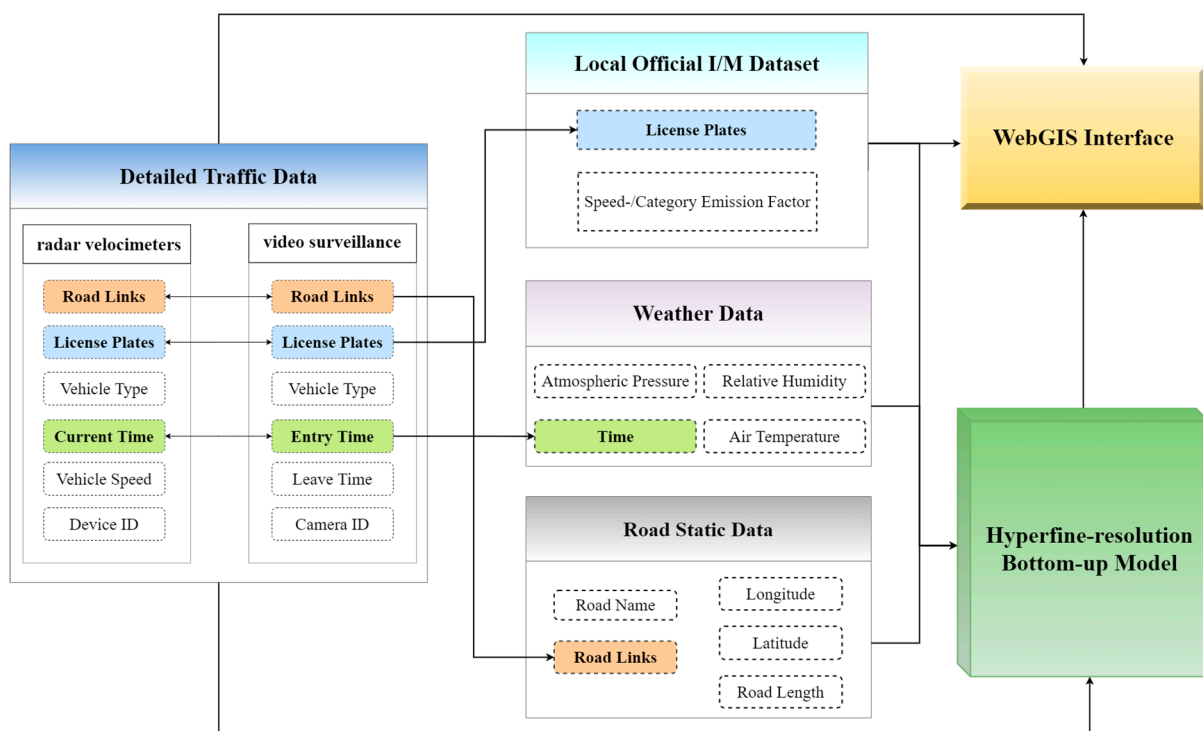 Detailed Traffic Data
radar velocimeters
Road Links
License Plates
Vehicle Type
Current Time
Vehicle Speed
Device ID
video surveillance
Road Links
License Plates
Vehicle Type
Entry Time
Leave Time
Camera ID
Local Official I/M Dataset
License Plates
Speed-/Category Emission Factor
Weather Data
Atmospheric Pressure
Relative Humidity
Time
Air Temperature
Road Static Data
Road Name
Road Links
Longitude
Latitude
Road Length
WebGIS Interface
Hyperfine-resolution
Bottom-up Model